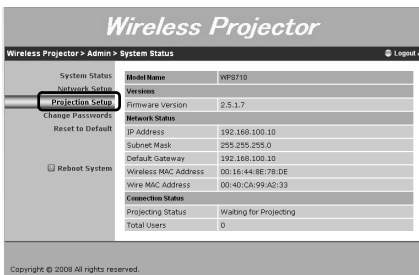 Wireless Projector
Wireless Projector > Admin > System Status
Logout
System Status
Network Setup
Projection Setup
Change Passwords
Reset to Default
Reboot System
Model Name WPS710
Versions
Firmware Version 2.5.1.7
Network Status
IP Address 192.168.100.10
Subnet Mask 255.255.255.0
Default Gateway 192.168.100.10
Wireless MAC Address 00:16:44:8E:78:DE
Wire MAC Address 00:40:CA:99:A2:33
Connection Status
Projecting Status Waiting for Projecting
Total Users 0
Copyright © 2008 All rights reserved.